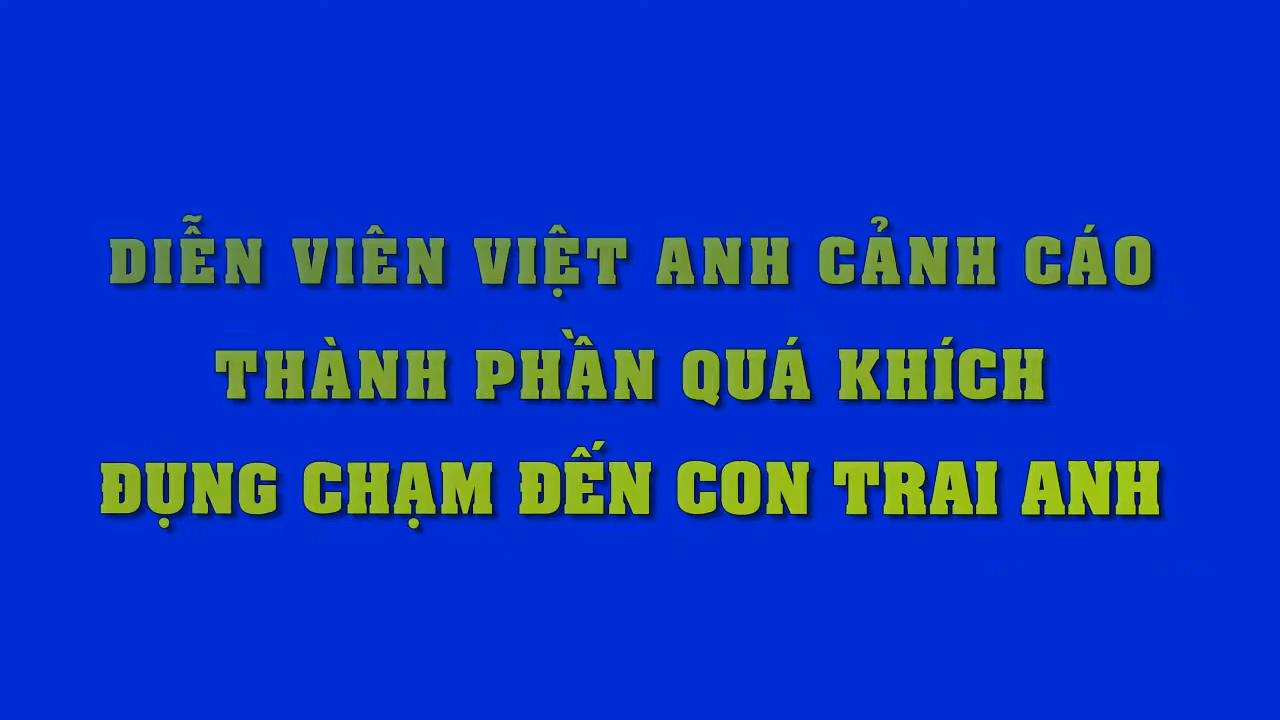 DIỄN VIÊN VIỆT ANH CẢNH CÁO
THÀNH PHẦN QUÁ KHÍCH
ĐỤNG CHẠM ĐẾN CON TRAI ANH